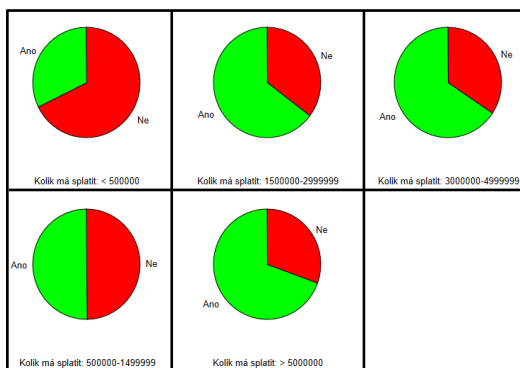 Ano
Ne
Kolik má splatit: < 500000
Ne
Ano
Kolik má splatit: 1500000-2999999
Ne
Ano
Kolik má splatit: 3000000-4999999
Ano
Ne
Kolik má splatit: 500000-1499999
Ne
Ano
Kolik má splatit: > 5000000